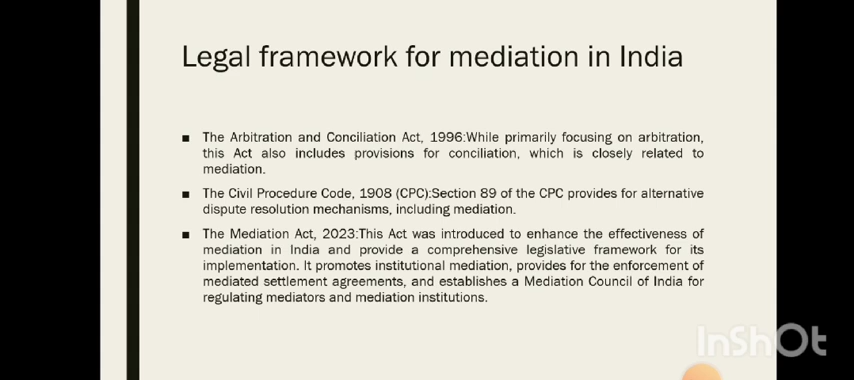 Legal framework for mediation in India
■ The Arbitration and Conciliation Act, 1996:While primarily focusing on arbitration,
this Act also includes provisions for conciliation, which is closely related to
mediation.
■ The Civil Procedure Code, 1908 (CPC):Section 89 of the CPC provides for alternative
dispute resolution mechanisms, including mediation.
■ The Mediation Act, 2023:This Act was introduced to enhance the effectiveness of
mediation in India and provide a comprehensive legislative framework for its
implementation. It promotes institutional mediation, provides for the enforcement of
mediated settlement agreements, and establishes a Mediation Council of India for
regulating mediators and mediation institutions.
InShOt